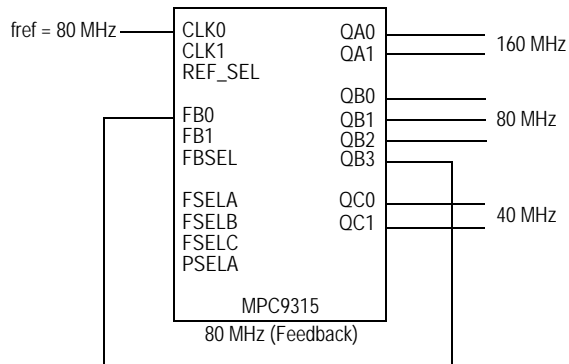 fref = 80 MHz
CLK0
CLK1
REF_SEL
FB0
FB1
FBSEL
FSELA
FSELB
FSELC
PSELA
QA0
QA1
160 MHz
QB0
QB1
QB2
QB3
80 MHz
QC0
QC1
40 MHz
MPC9315
80 MHz (Feedback)